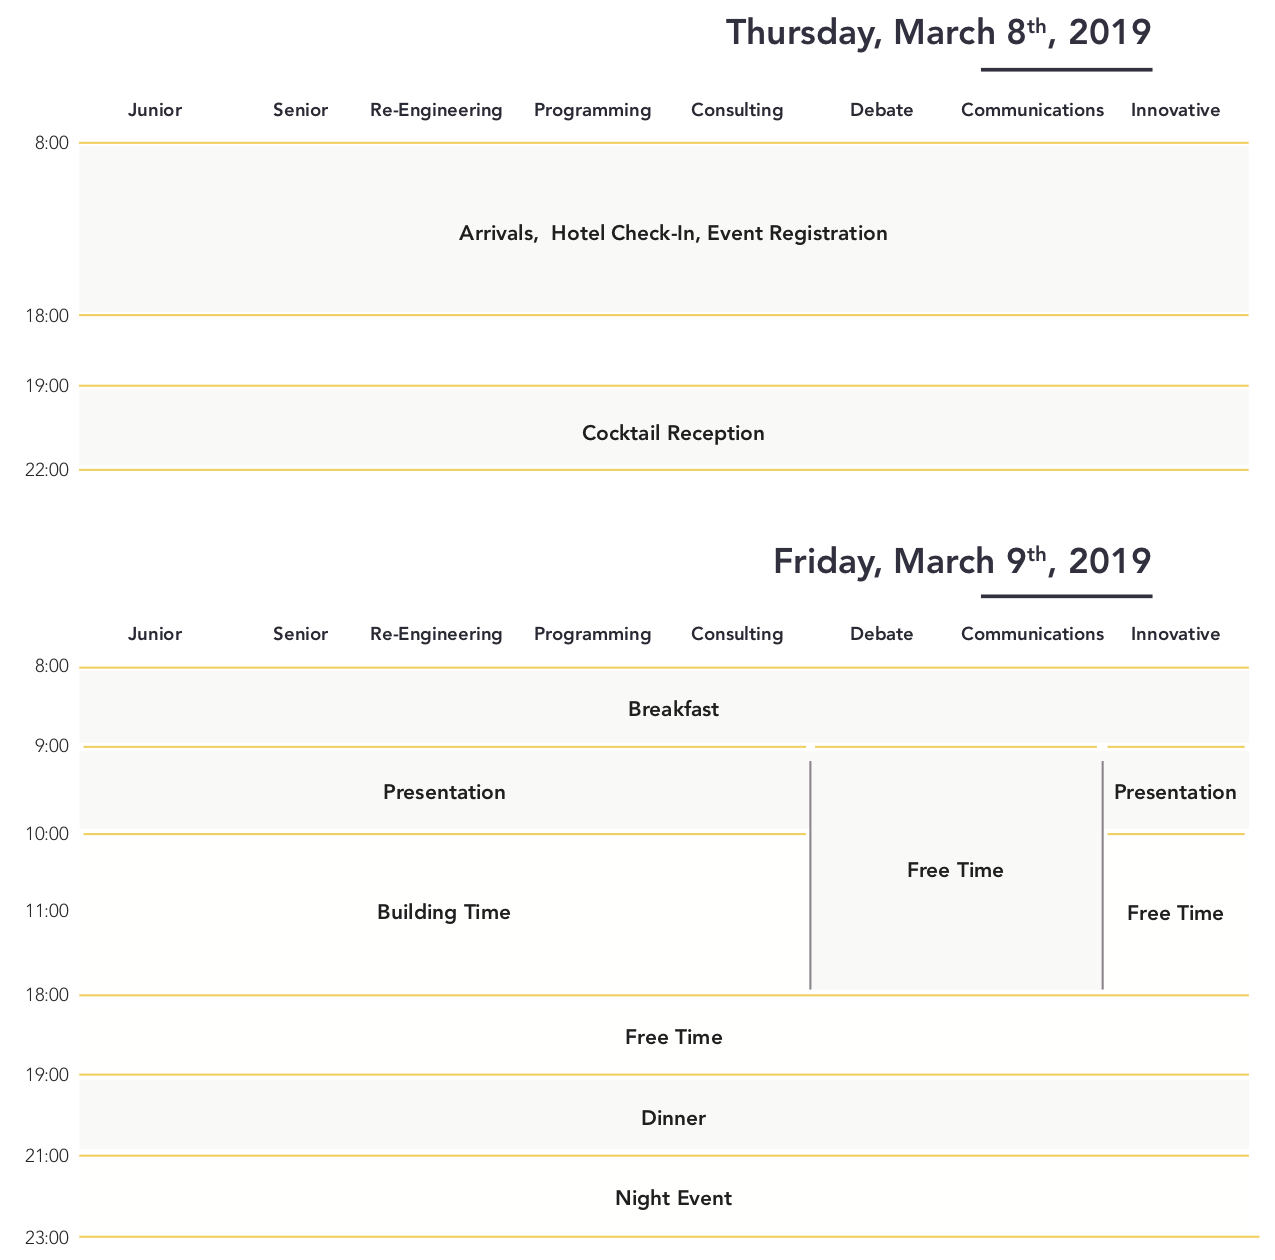 Thursday, March 8th, 2019
Junior Senior Re-Engineering Programming Consulting Debate Communications Innovative
8:00
Arrivals,  Hotel Check-In, Event Registration
18:00
19:00
Cocktail Reception
22:00
Friday, March 9th, 2019
Junior Senior Re-Engineering Programming Consulting Debate Communications Innovative
8:00
Breakfast
9:00
Presentation Presentation
10:00
Free Time
11:00 Building Time Free Time
18:00
Free Time
19:00
Dinner
21:00
Night Event
23:00